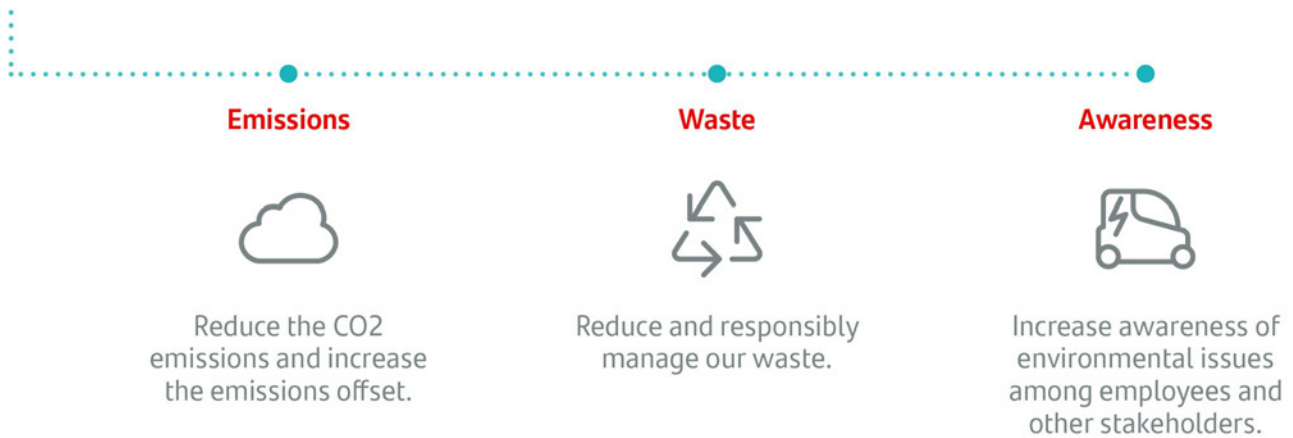 Emissions
Reduce the CO2
emissions and increase
the emissions offset.
Waste
Reduce and responsibly
manage our waste.
Awareness
Increase awareness of
environmental issues
among employees and
other stakeholders.